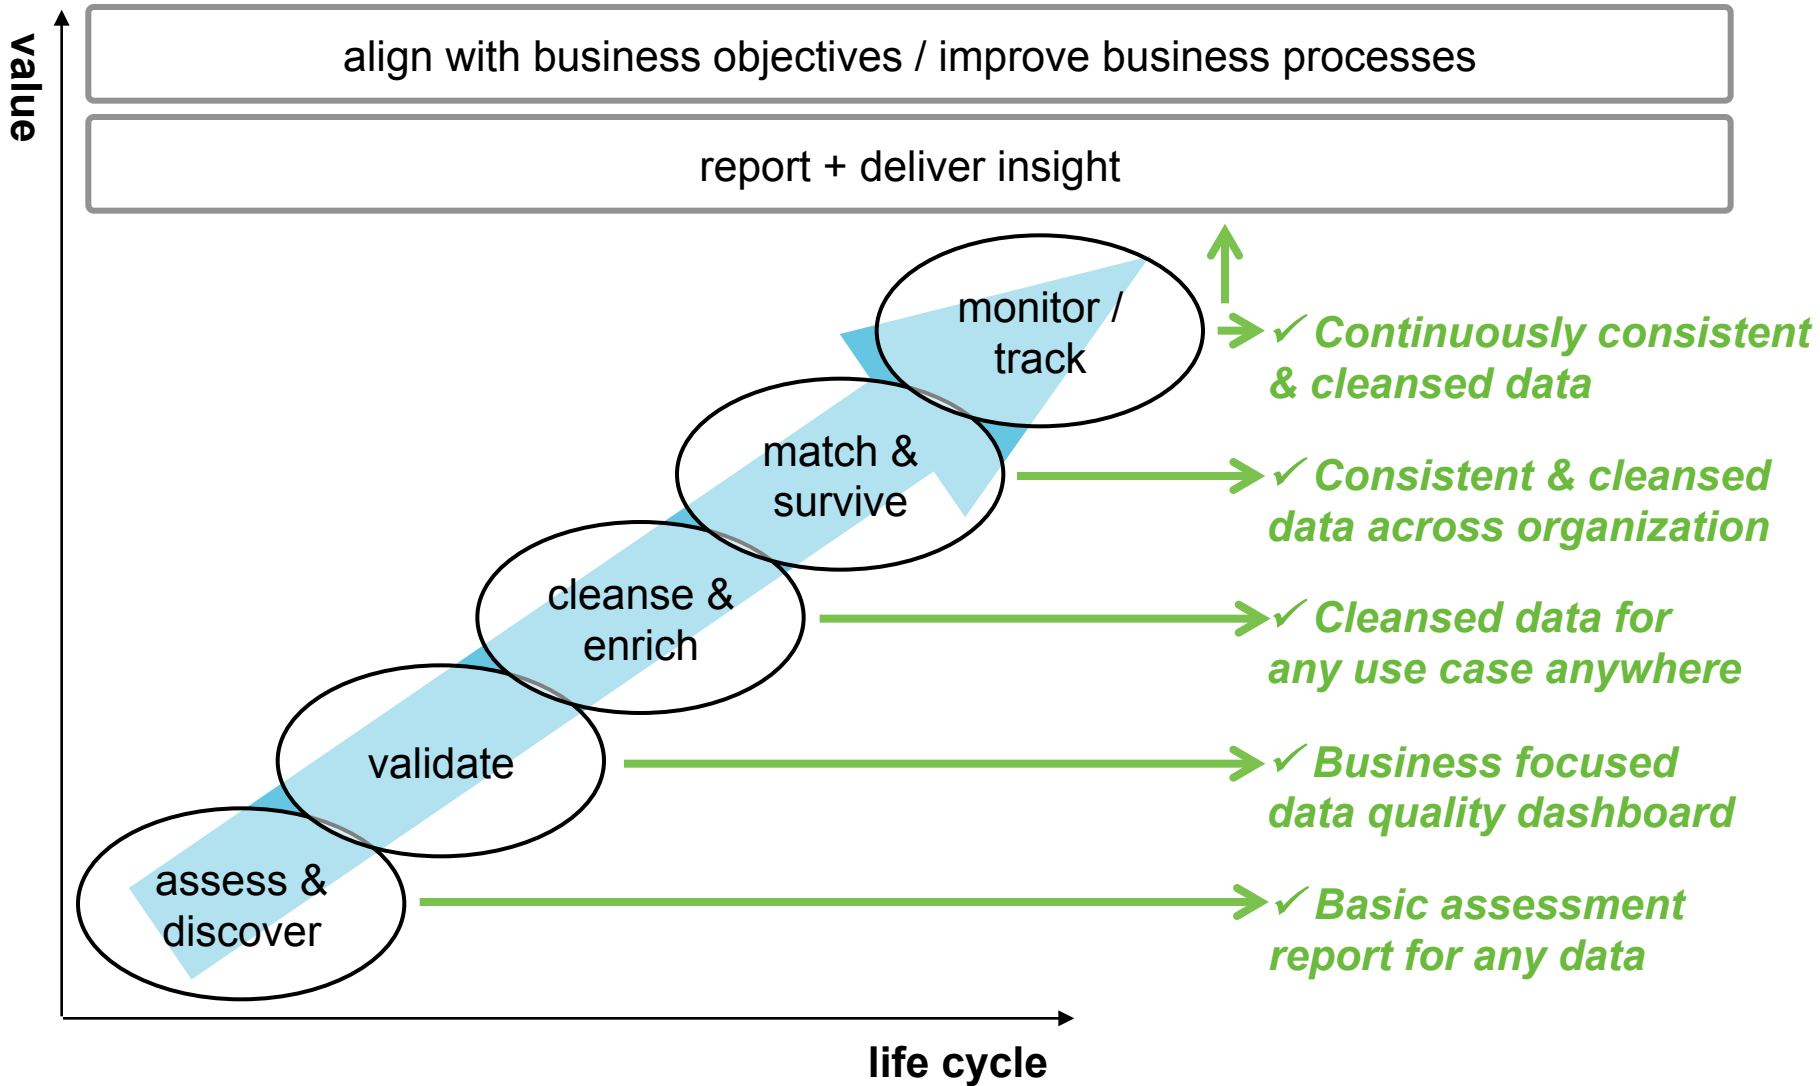 value
align with business objectives / improve business processes
report + deliver insight
monitor /
track
✓ Continuously consistent
& cleansed data
match &
survive
✓ Consistent & cleansed
data across organization
cleanse &
enrich
✓ Cleansed data for
any use case anywhere
validate
✓ Business focused
data quality dashboard
assess &
discover
✓ Basic assessment
report for any data
life cycle